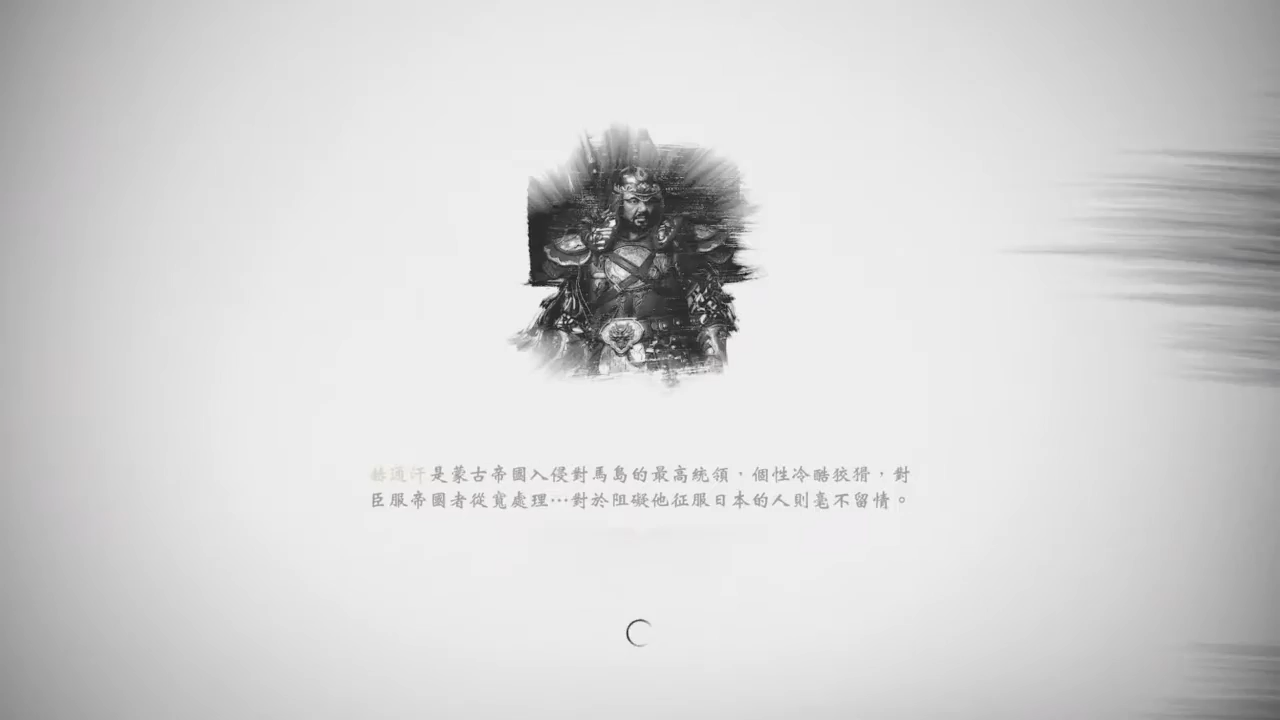 赫通汗是蒙古帝國入侵對馬島的最高統領，個性冷酷狡猾，對
臣服帝國者從寬處理⋯對於阻礙他征服日本的人則毫不留情。